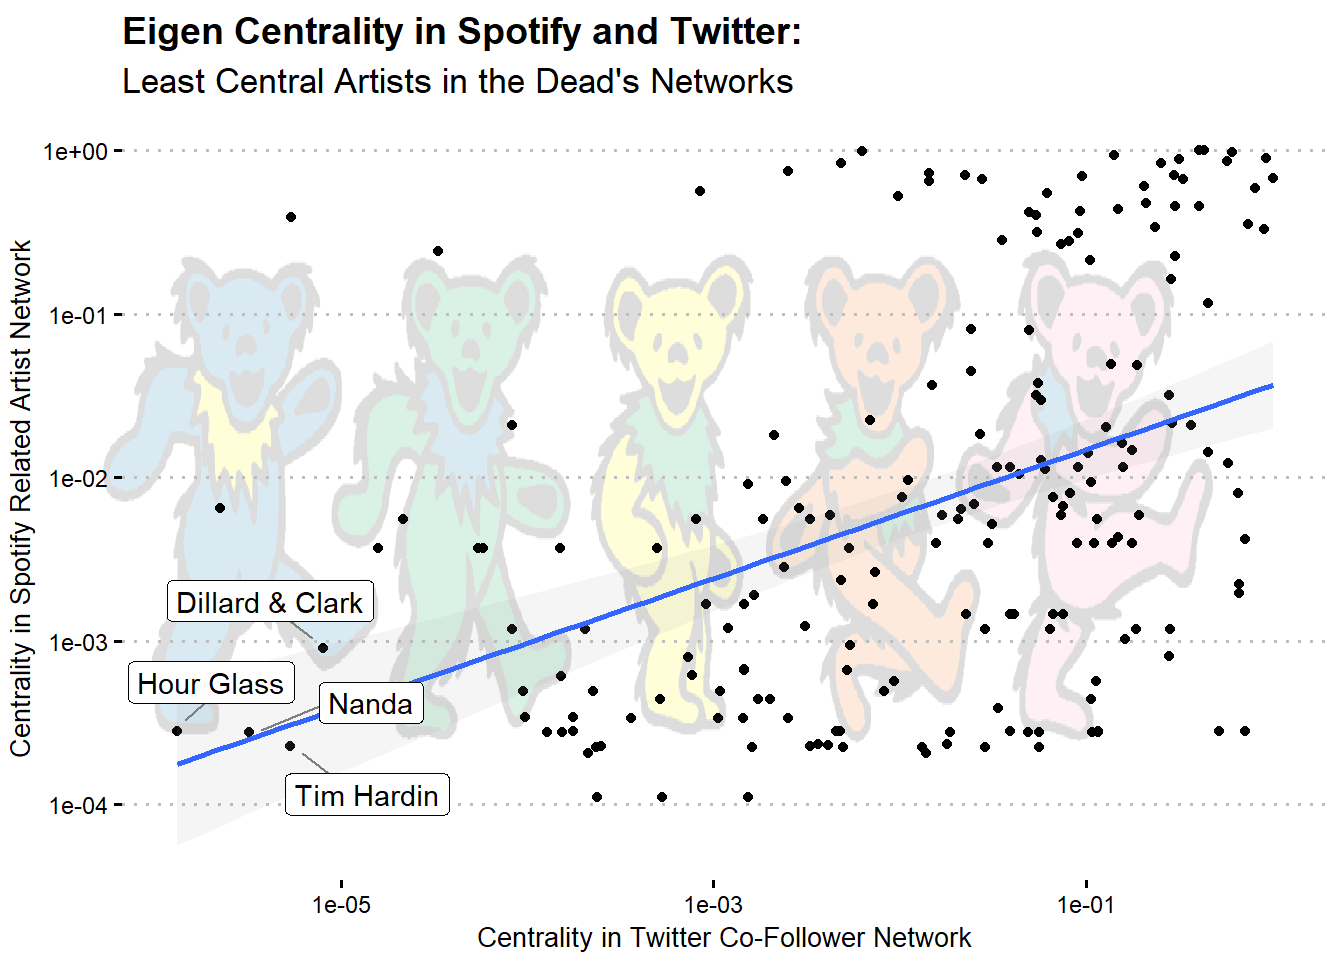 Eigen Centrality in Spotify and Twitter:
Least Central Artists in the Dead's Networks
Centrality in Spotify Related Artist Network
1e+00
1e-01
1e-02
1e-03
1e-04
Dillard & Clark
Hour Glass
Nanda
Tim Hardin
1e-05
1e-03
1e-01
Centrality in Twitter Co-Follower Network